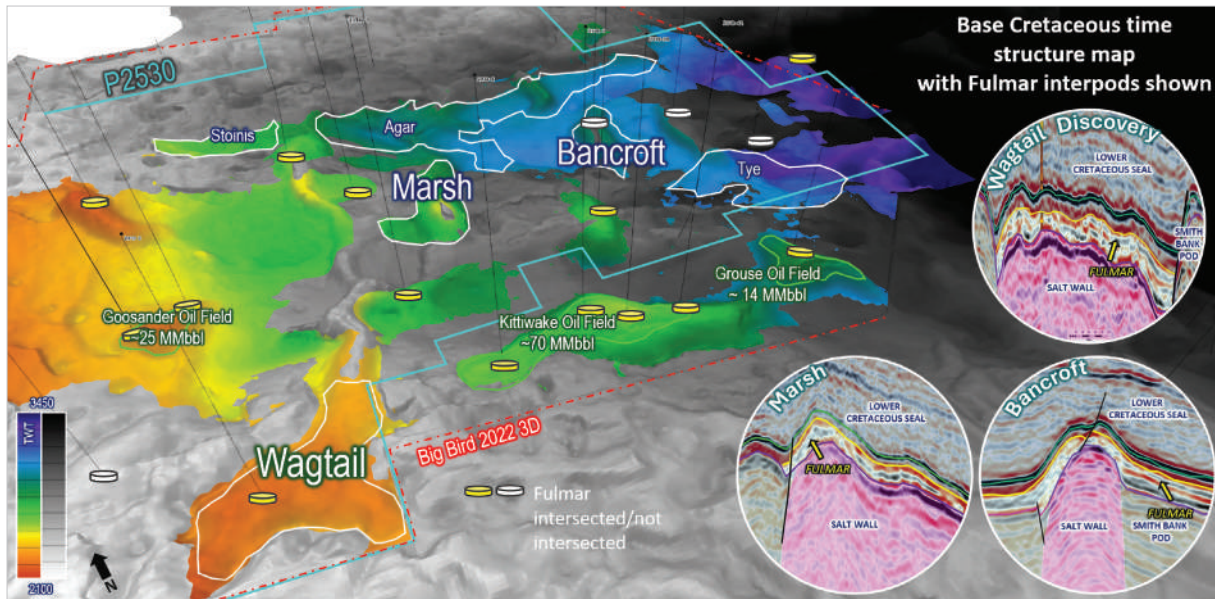 Base Cretaceous time
structure map
with Fulmar interpods shown
P2530
Stoinis
Agar
Bancroft
Marsh
Tye
Grouse Oil Field
~ 14 MMbbl
Goosander Oil Field
~25 MMbbl
Kittiwake Oil Field
~70 MMbbl
Big Bird 2022 3D
Wagtail
Fulmar
intersected/not
intersected
3450
TWT
2100
N
Wagtail Discovery
LOWER
CRETACEOUS SEAL
SMITH
BANK
POD
FULMAR
SALT WALL
Marsh
LOWER
CRETACEOUS SEAL
FULMAR
SALT WALL
Bancroft
LOWER
CRETACEOUS SEAL
FULMAR
SALT WALL
SMITH BANK
POD